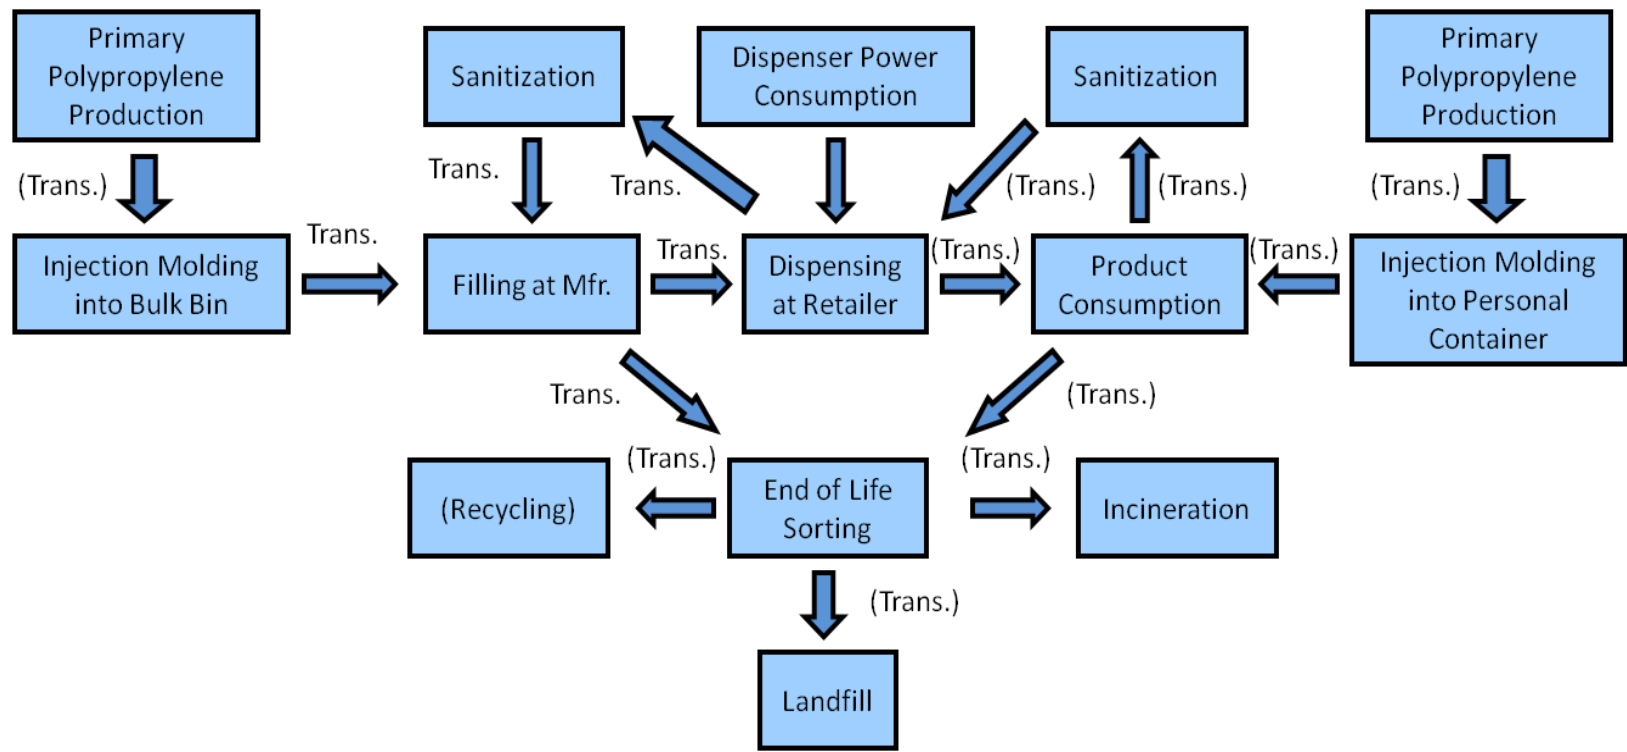 Primary
Polypropylene
Production
Sanitization
Dispenser Power
Consumption
Sanitization
Primary
Polypropylene
Production
(Trans.)
Trans.
Trans.
(Trans.)
(Trans.)
(Trans.)
Injection Molding
into Bulk Bin
Trans.
Filling at Mfr.
Trans.
Dispensing
at Retailer
(Trans.)
Product
Consumption
(Trans.)
Injection Molding
into Personal
Container
Trans.
(Trans.)
(Recycling)
(Trans.)
End of Life
Sorting
(Trans.)
Incineration
(Trans.)
Landfill